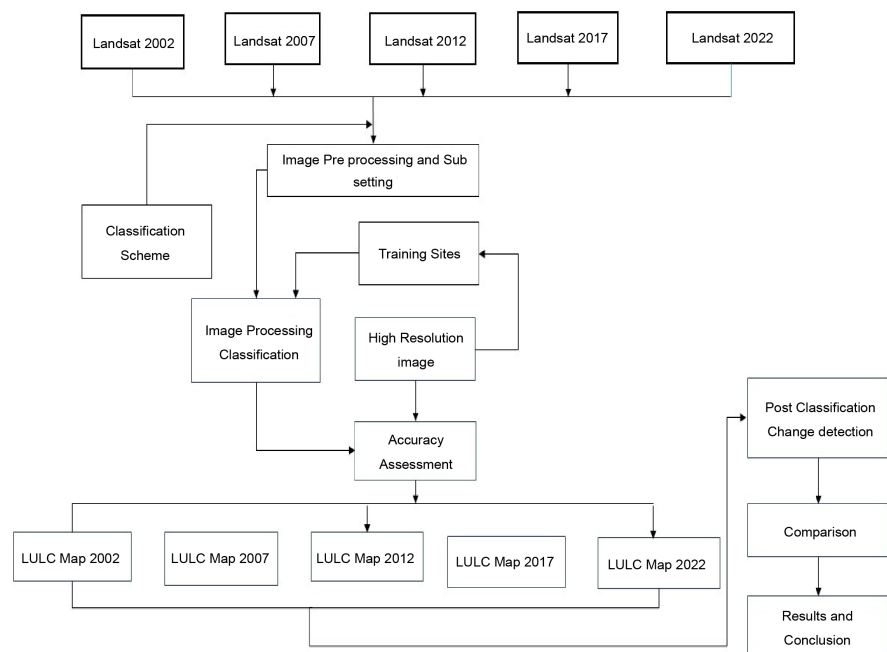 Landsat 2002
Landsat 2007
Landsat 2012
Landsat 2017
Landsat 2022
Image Pre processing and Sub
setting
Classification
Scheme
Training Sites
Image Processing
Classification
High Resolution
image
Accuracy
Assessment
Post Classification
Change detection
LULC Map 2002
LULC Map 2007
LULC Map 2012
LULC Map 2017
LULC Map 2022
Comparison
Results and
Conclusion